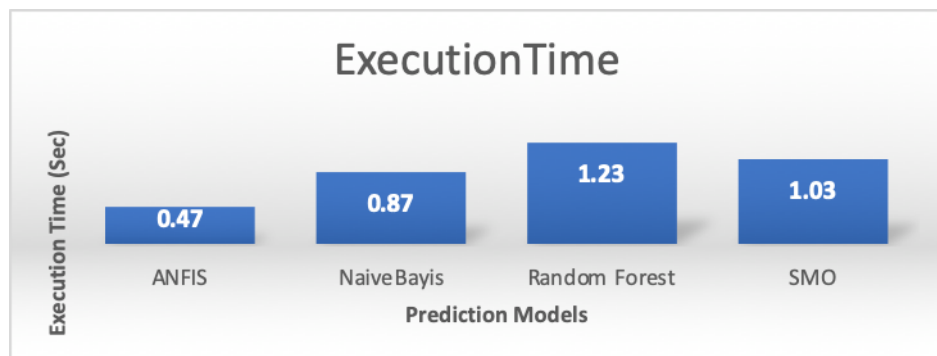 ExecutionTime
Execution Time (Sec)
0.47
0.87
1.23
1.03
ANFIS
NaiveBayis
Random Forest
SMO
Prediction Models